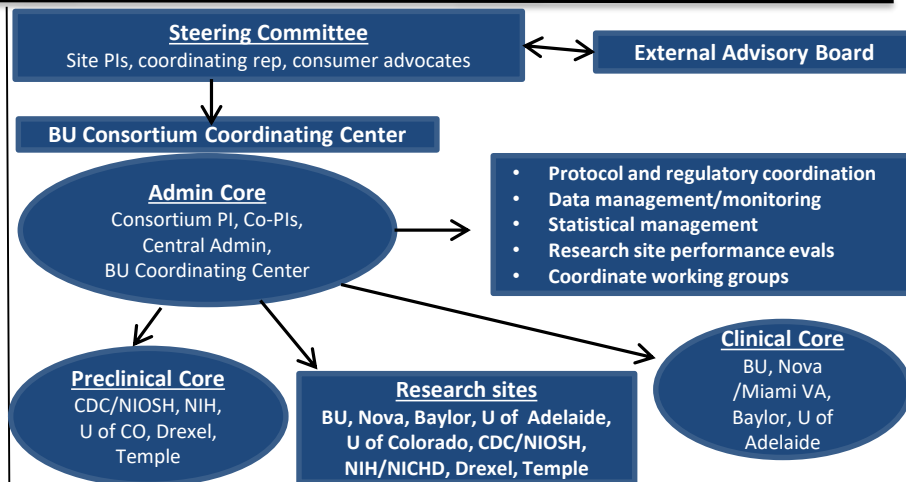 Steering Committee
Site PIs, coordinating rep, consumer advocates
External Advisory Board
BU Consortium Coordinating Center
Admin Core
Consortium PI, Co-PIs,
Central Admin,
BU Coordinating Center
• Protocol and regulatory coordination
• Data management/monitoring
• Statistical management
• Research site performance evals
• Coordinate working groups
Preclinical Core
CDC/NIOSH, NIH,
U of CO, Drexel,
Temple
Research sites
BU, Nova, Baylor, U of Adelaide,
U of Colorado, CDC/NIOSH,
NIH/NICHD, Drexel, Temple
Clinical Core
BU, Nova
/Miami VA,
Baylor, U of
Adelaide